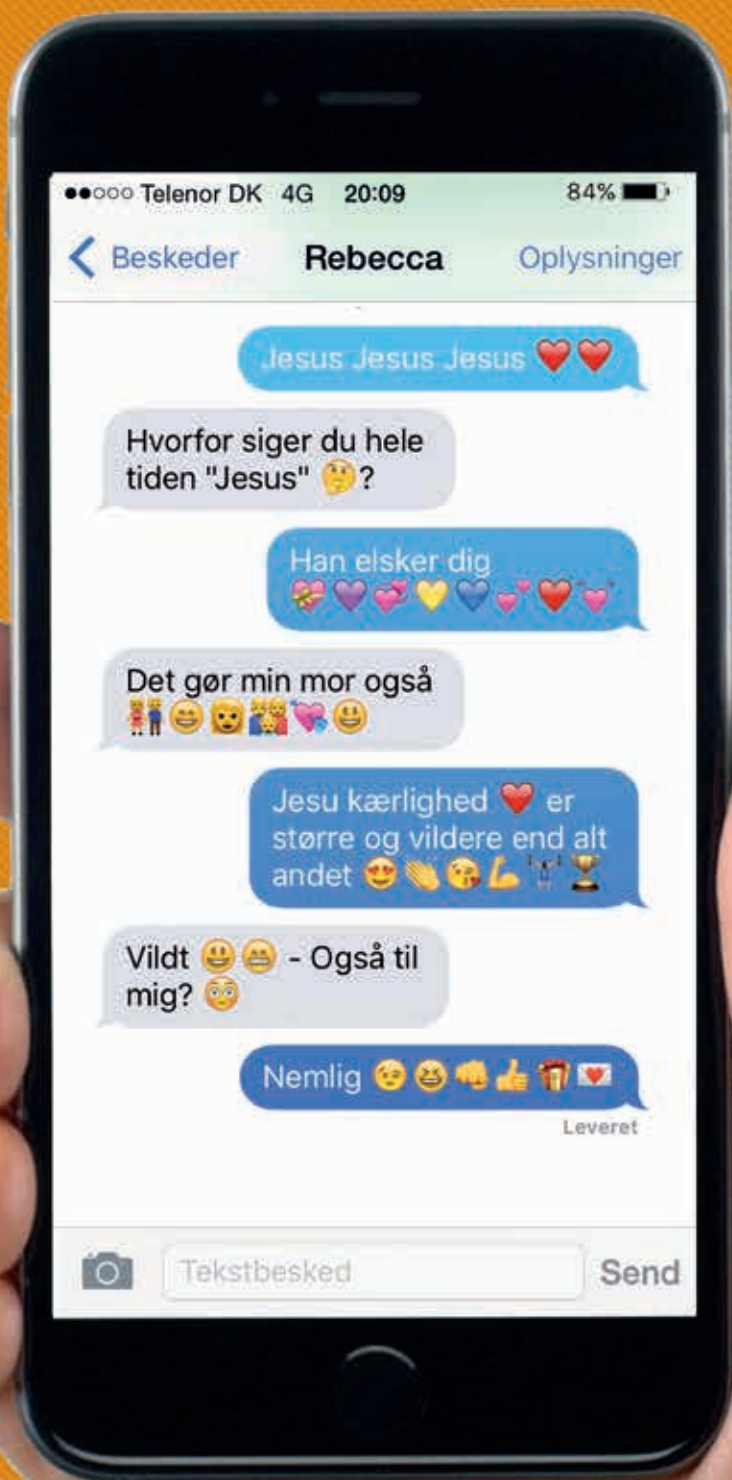 ●●○○○ Telenor DK 4G 20:09 84%
Beskeder Rebecca Oplysninger
Jesus Jesus Jesus ❤️❤️
Hvorfor siger du hele
tiden "Jesus" 🤔?
Han elsker dig
💝💜💞💛💙💕❤️💓
Det gør min mor også
👫😄👩👪💘😃
Jesu kærlighed ❤️ er
større og vildere end alt
andet 😍👏😘💪🏋🏆
Vildt 😃😁 - Også til
mig? 😳
Nemlig 😉😆👊👍🎁💌
Leveret
Tekstbesked Send